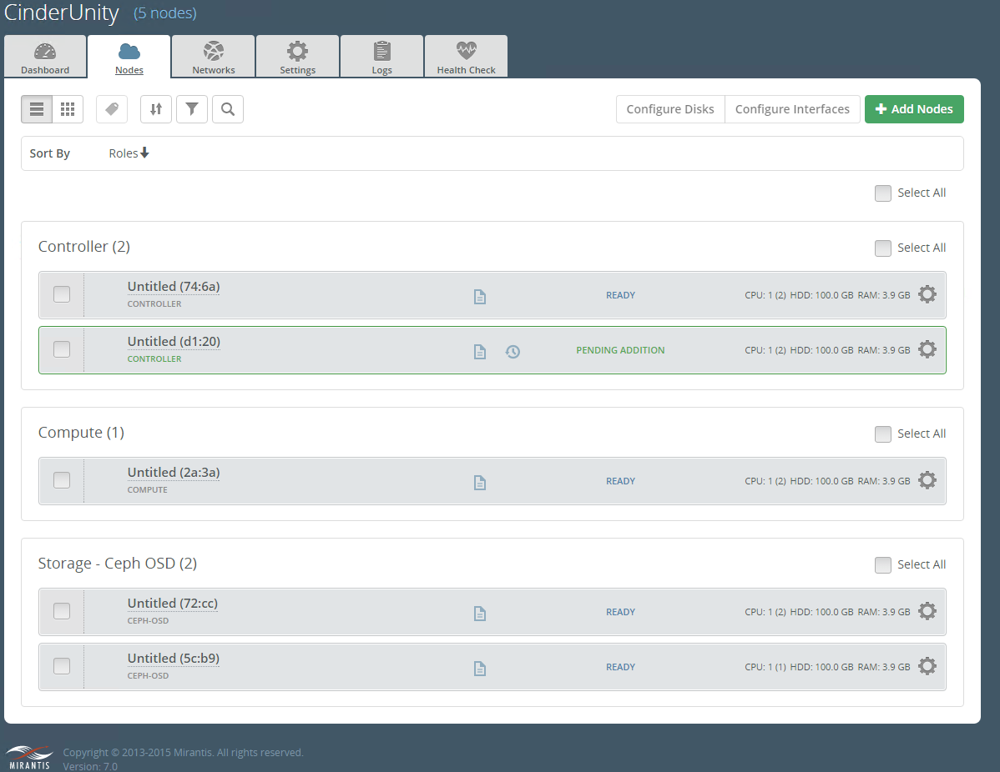 CinderUnity (5 nodes)
Dashboard Nodes Networks Settings Logs Health Check
Configure Disks Configure Interfaces + Add Nodes
Sort By Roles
Select All
Controller (2) Select All
Untitled (74:6a)
CONTROLLER
READY CPU: 1 (2) HDD: 100.0 GB RAM: 3.9 GB
Untitled (d1:20)
CONTROLLER
PENDING ADDITION CPU: 1 (2) HDD: 100.0 GB RAM: 3.9 GB
Compute (1) Select All
Untitled (2a:3a)
COMPUTE
READY CPU: 1 (2) HDD: 100.0 GB RAM: 3.9 GB
Storage - Ceph OSD (2) Select All
Untitled (72:cc)
CEPH-OSD
READY CPU: 1 (2) HDD: 100.0 GB RAM: 3.9 GB
Untitled (5c:b9)
CEPH-OSD
READY CPU: 1 (1) HDD: 100.0 GB RAM: 3.9 GB
MIRANTIS
Copyright © 2013-2015 Mirantis. All rights reserved.
Version: 7.0